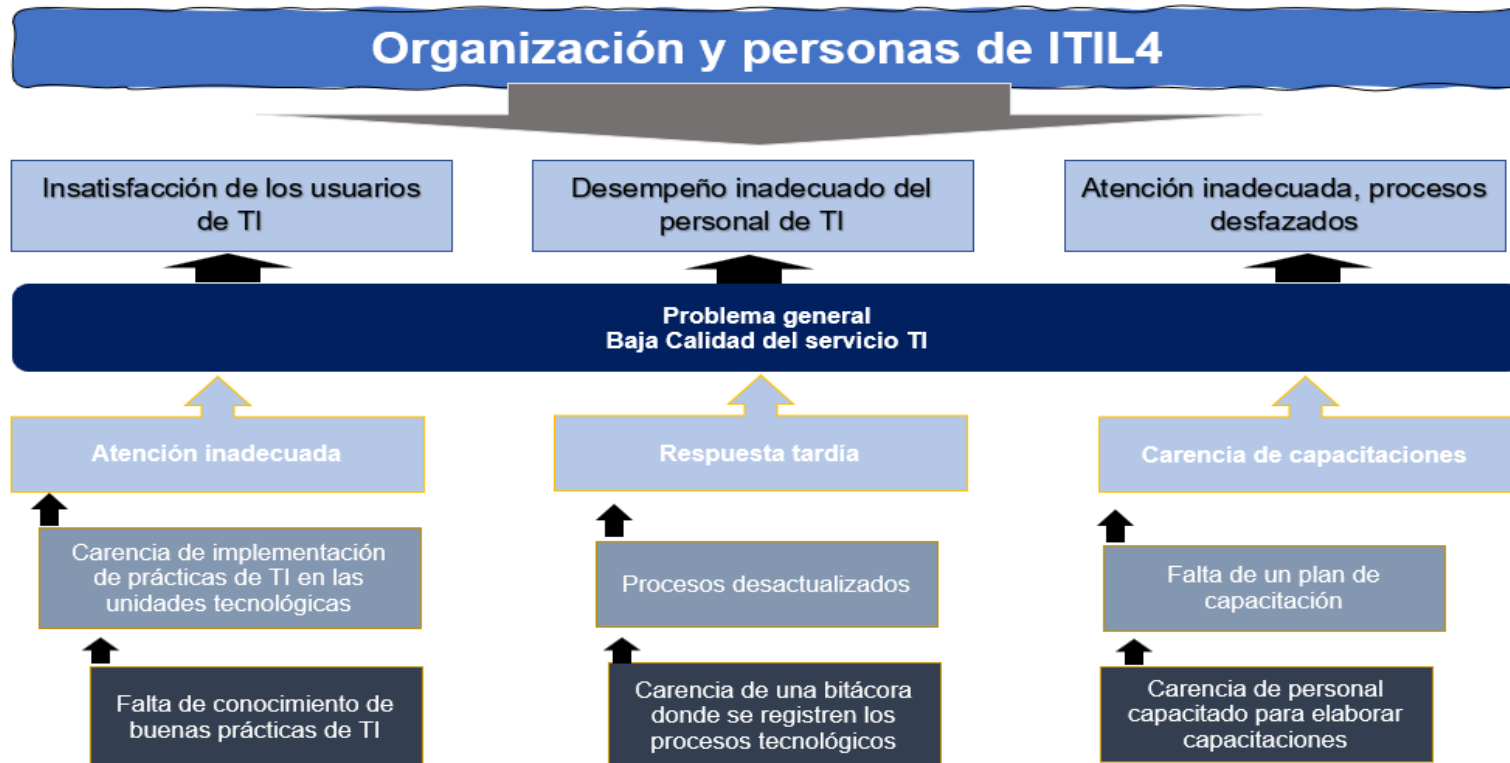 Organización y personas de ITIL4
Insatisfacción de los usuarios
de TI
Desempeño inadecuado del
personal de TI
Atención inadecuada, procesos
desfazados
Problema general
Baja Calidad del servicio TI
Atención inadecuada
Respuesta tardía
Carencia de capacitaciones
Carencia de implementación
de prácticas de TI en las
unidades tecnológicas
Procesos desactualizados
Falta de un plan de
capacitación
Falta de conocimiento de
buenas prácticas de TI
Carencia de una bitácora
donde se registren los
procesos tecnológicos
Carencia de personal
capacitado para elaborar
capacitaciones